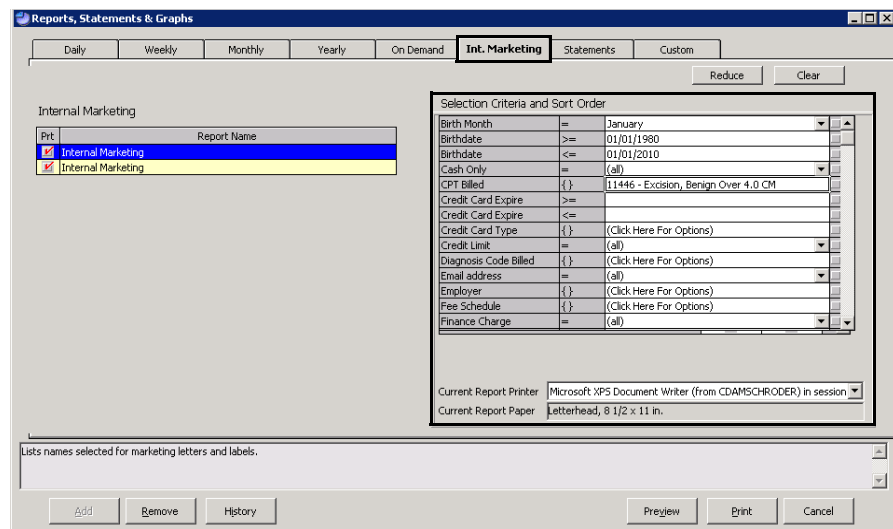 Reports, Statements & Graphs
Daily Weekly Monthly Yearly On Demand Int. Marketing Statements Custom
Reduce Clear
Internal Marketing
Prt Report Name
Internal Marketing
Internal Marketing
Selection Criteria and Sort Order
Birth Month = January
Birthdate >= 01/01/1980
Birthdate <= 01/01/2010
Cash Only = (all)
CPT Billed {} 11446 - Excision, Benign Over 4.0 CM
Credit Card Expire >=
Credit Card Expire <=
Credit Card Type {} (Click Here For Options)
Credit Limit = (all)
Diagnosis Code Billed {} (Click Here For Options)
Email address = (all)
Employer {} (Click Here For Options)
Fee Schedule {} (Click Here For Options)
Finance Charge = (all)
Current Report Printer Microsoft XPS Document Writer (from CDAMSCHRODER) in session
Current Report Paper Letterhead, 8 1/2 x 11 in.
Lists names selected for marketing letters and labels.
Add Remove History Preview Print Cancel